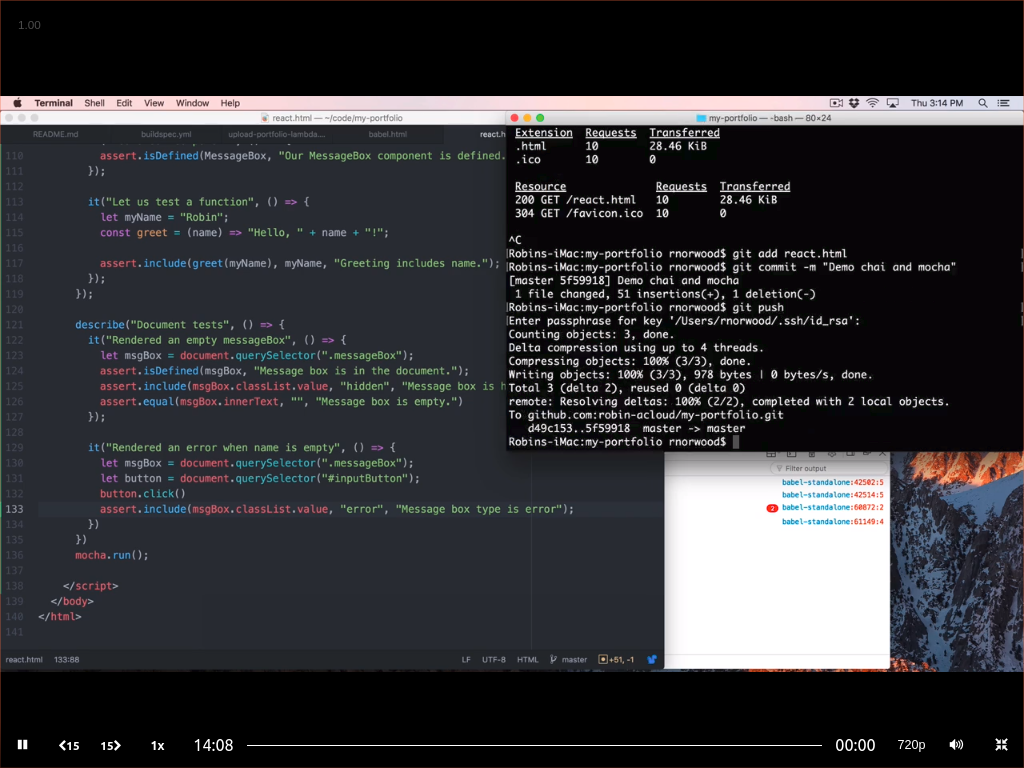 1.00
Terminal Shell Edit View Window Help
Thu 3:14 PM
react.html — ~/code/my-portfolio
README.md buildspec.yml upload-portfolio-lambda.... babel.html react.h
110 assert.isDefined(MessageBox, "Our MessageBox component is defined.
111 });
112
113 it("Let us test a function", () => {
114 let myName = "Robin";
115 const greet = (name) => "Hello, " + name + "!";
116
117 assert.include(greet(myName), myName, "Greeting includes name.");
118 });
119 });
120
121 describe("Document tests", () => {
122 it("Rendered an empty messageBox", () => {
123 let msgBox = document.querySelector(".messageBox");
124 assert.isDefined(msgBox, "Message box is in the document.");
125 assert.include(msgBox.classList.value, "hidden", "Message box is h
126 assert.equal(msgBox.innerText, "", "Message box is empty.")
127 });
128
129 it("Rendered an error when name is empty", () => {
130 let msgBox = document.querySelector(".messageBox");
131 let button = document.querySelector("#inputButton");
132 button.click()
133 assert.include(msgBox.classList.value, "error", "Message box type is error");
134 })
135 })
136 mocha.run();
137
138 </script>
139 </body>
140 </html>
141
react.html 133:88 LF UTF-8 HTML master +51, -1
my-portfolio — -bash — 80×24
Extension Requests Transferred
.html 10 28.46 KiB
.ico 10 0
Resource Requests Transferred
200 GET /react.html 10 28.46 KiB
304 GET /favicon.ico 10 0
^C
Robins-iMac:my-portfolio rnorwood$ git add react.html
Robins-iMac:my-portfolio rnorwood$ git commit -m "Demo chai and mocha"
[master 5f59918] Demo chai and mocha
1 file changed, 51 insertions(+), 1 deletion(-)
Robins-iMac:my-portfolio rnorwood$ git push
Enter passphrase for key '/Users/rnorwood/.ssh/id_rsa':
Counting objects: 3, done.
Delta compression using up to 4 threads.
Compressing objects: 100% (3/3), done.
Writing objects: 100% (3/3), 978 bytes | 0 bytes/s, done.
Total 3 (delta 2), reused 0 (delta 0)
remote: Resolving deltas: 100% (2/2), completed with 2 local objects.
To github.com:robin-acloud/my-portfolio.git
d49c153..5f59918 master -> master
Robins-iMac:my-portfolio rnorwood$
Filter output
babel-standalone:42502:5
babel-standalone:42514:5
2 babel-standalone:60872:2
babel-standalone:61149:4
15 15 1x 14:08 00:00 720p